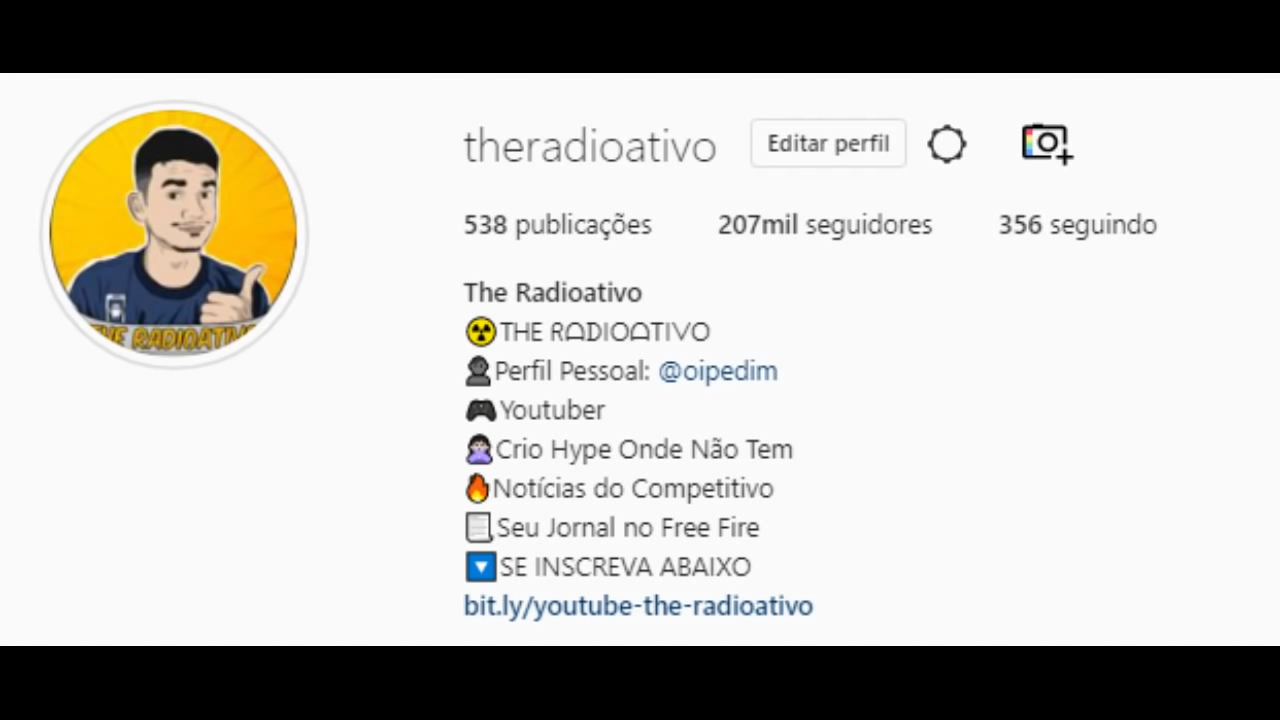 theradioativo Editar perfil
538 publicações 207mil seguidores 356 seguindo
The Radioativo
☢️THE RᗩDIOᗩTIᐯO
👤Perfil Pessoal: @oipedim
🎮Youtuber
🙎🏻‍♂️Crio Hype Onde Não Tem
🔥Notícias do Competitivo
📃Seu Jornal no Free Fire
🔽SE INSCREVA ABAIXO
bit.ly/youtube-the-radioativo
THE RADIOATIVO